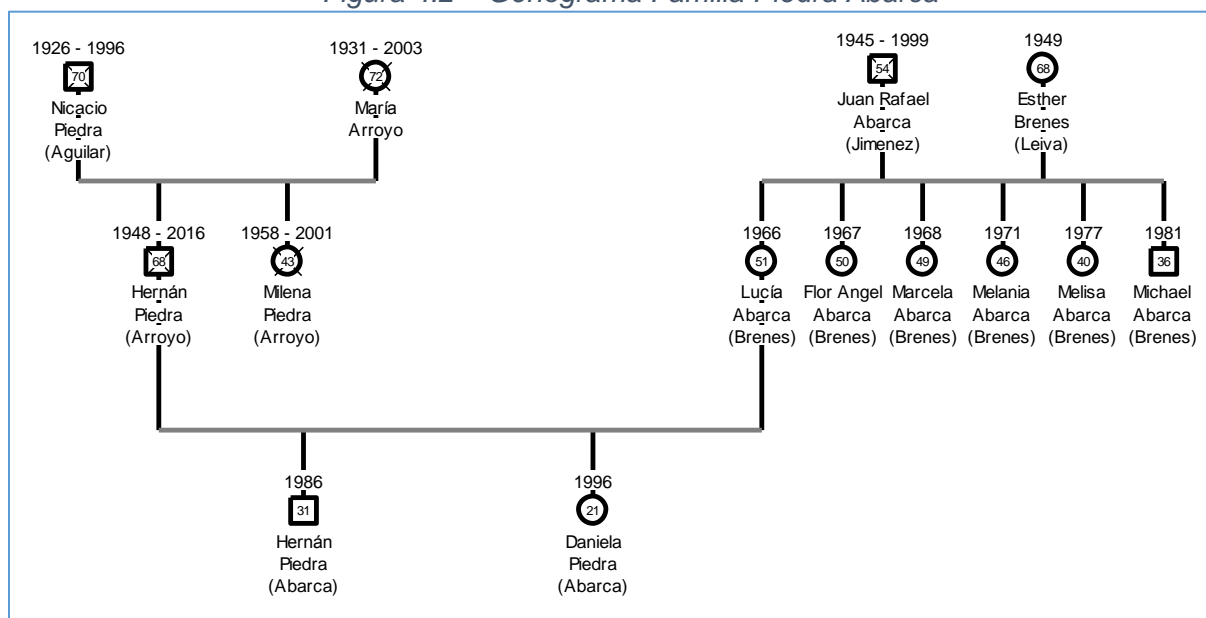 Figura 4.2 – Genograma Familia Piedra Abarca
1926 - 1996
70
Nicacio
Piedra
(Aguilar)
1931 - 2003
72
María
Arroyo
1945 - 1999
54
Juan Rafael
Abarca
(Jimenez)
1949
68
Esther
Brenes
(Leiva)
1948 - 2016
68
Hernán
Piedra
(Arroyo)
1958 - 2001
43
Milena
Piedra
(Arroyo)
1966
51
Lucía
Abarca
(Brenes)
1967
50
Flor Angel
Abarca
(Brenes)
1968
49
Marcela
Abarca
(Brenes)
1971
46
Melania
Abarca
(Brenes)
1977
40
Melisa
Abarca
(Brenes)
1981
36
Michael
Abarca
(Brenes)
1986
31
Hernán
Piedra
(Abarca)
1996
21
Daniela
Piedra
(Abarca)